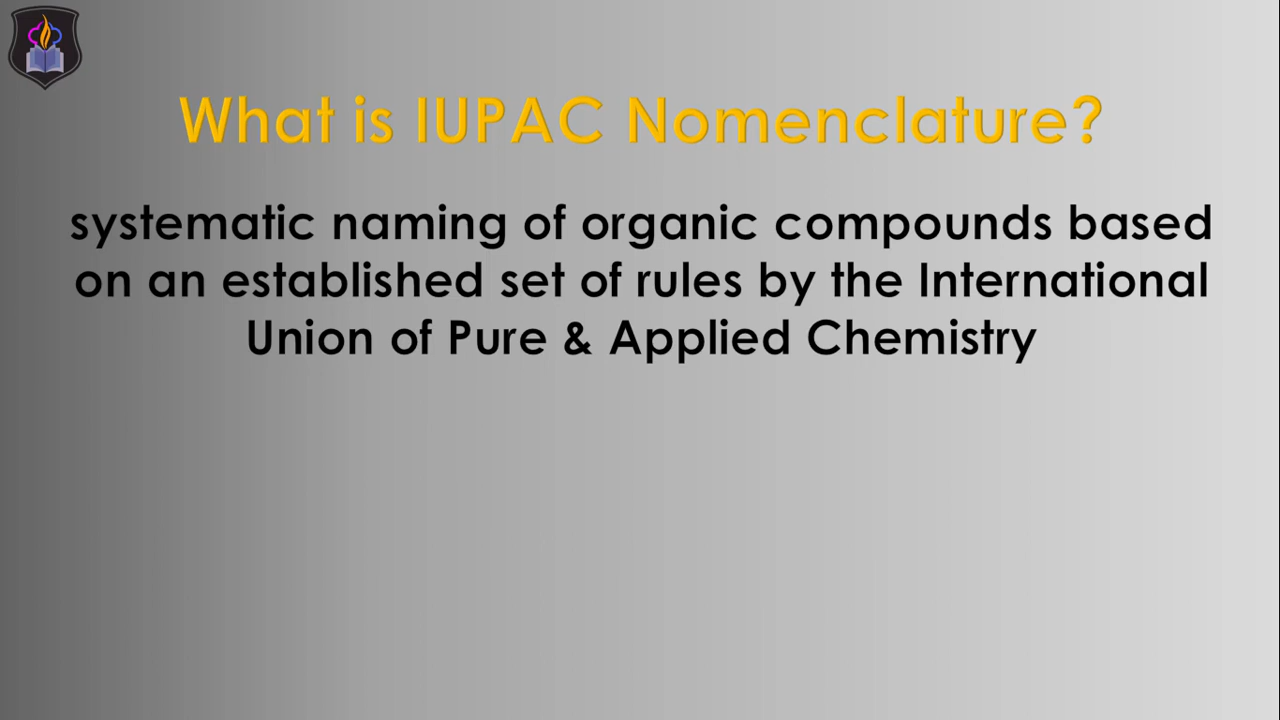 What is IUPAC Nomenclature?
systematic naming of organic compounds based
on an established set of rules by the International
Union of Pure & Applied Chemistry